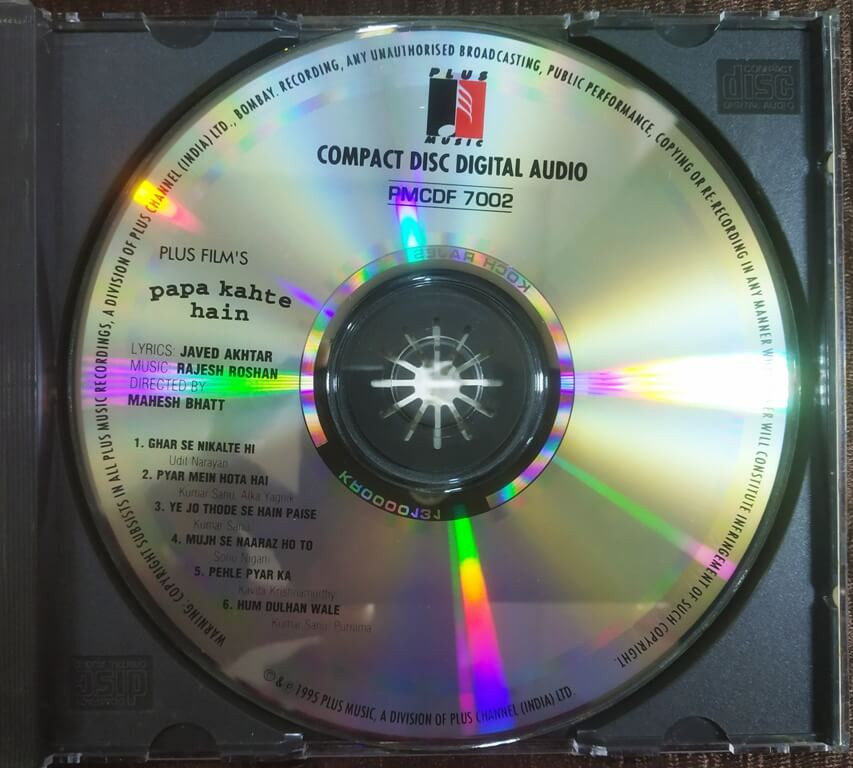 WARNING: COPYRIGHT SUBSISTS IN ALL PLUS MUSIC RECORDINGS, A DIVISION OF PLUS CHANNEL (INDIA) LTD., BOMBAY. RECORDING, ANY UNAUTHORISED BROADCASTING, PUBLIC PERFORMANCE, COPYING OR RE-RECORDING IN ANY MANNER WILL CONSTITUTE INFRINGEMENT OF SUCH COPYRIGHT.
PLUS
MUSIC
COMPACT
disc
DIGITAL AUDIO
COMPACT DISC DIGITAL AUDIO
PMCDF 7002
PLUS FILM'S
papa kahte
hain
LYRICS: JAVED AKHTAR
MUSIC: RAJESH ROSHAN
DIRECTED BY
MAHESH BHATT
1. GHAR SE NIKALTE HI
Udit Narayan
2. PYAR MEIN HOTA HAI
Kumar Sanu, Alka Yagnik
3. YE JO THODE SE HAIN PAISE
Kumar Sanu
4. MUJH SE NAARAZ HO TO
Sonu Nigam
5. PEHLE PYAR KA
Kavita Krishnamurthy
6. HUM DULHAN WALE
Kumar Sanu, Purnima
KR0000131
© & ℗ 1995 PLUS MUSIC, A DIVISION OF PLUS CHANNEL (INDIA) LTD.
disc
DIGITAL AUDIO